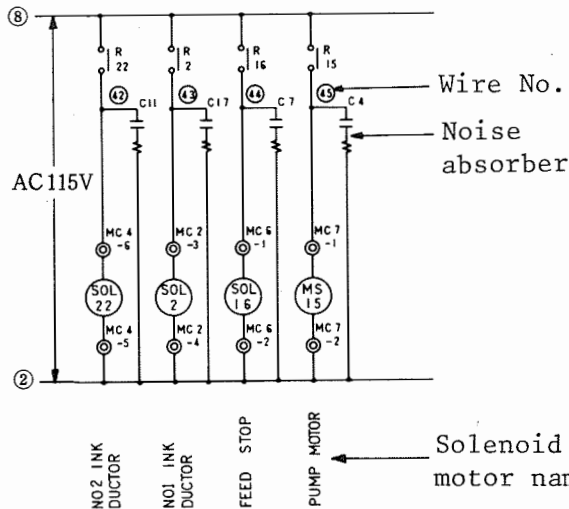 ⑧
R
22
R
2
R
16
R
15
㊷
C11
㊸
C17
㊹
C7
㊺
C4
Wire No.
Noise
absorber
AC 115V
MC 4
-6
MC 2
-3
MC 6
-1
MC 7
-1
SOL
22
SOL
2
SOL
16
MS
15
MC 4
-5
MC 2
-4
MC 6
-2
MC 7
-2
②
NO2 INK
DUCTOR
NO1 INK
DUCTOR
FEED STOP
PUMP MOTOR
Solenoid
motor nam